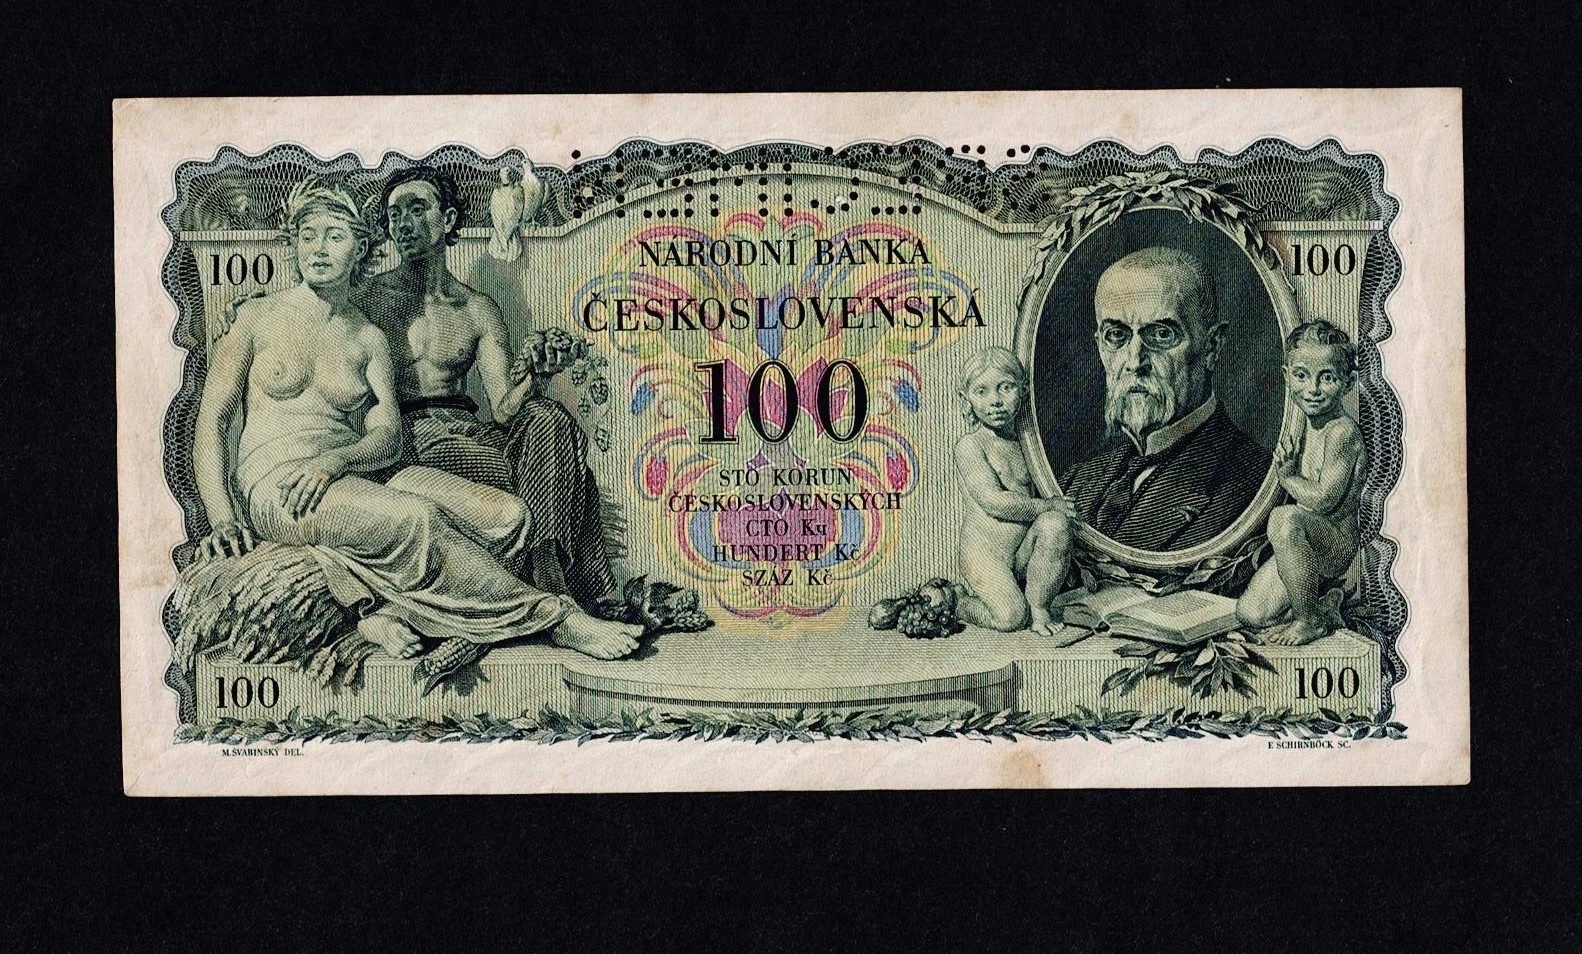 100
NÁRODNÍ BANKA
100
ČESKOSLOVENSKÁ
100
STO KORUN
ČESKOSLOVENSKÝCH
СТО Кч
HUNDERT Kč
SZÁZ Kč
100
100
M. ŠVABINSKÝ DEL.
F. SCHIRNBÖCK SC.